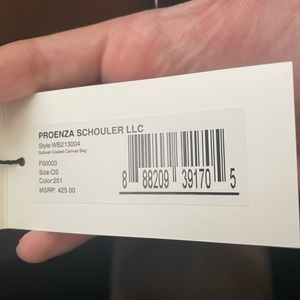 PROENZA SCHOULER LLC
Style:WB213004
Sullivan Coated Canvas Bag
F00003
Size:OS
Color:251
MSRP: 425.00
8 88209 39170 5